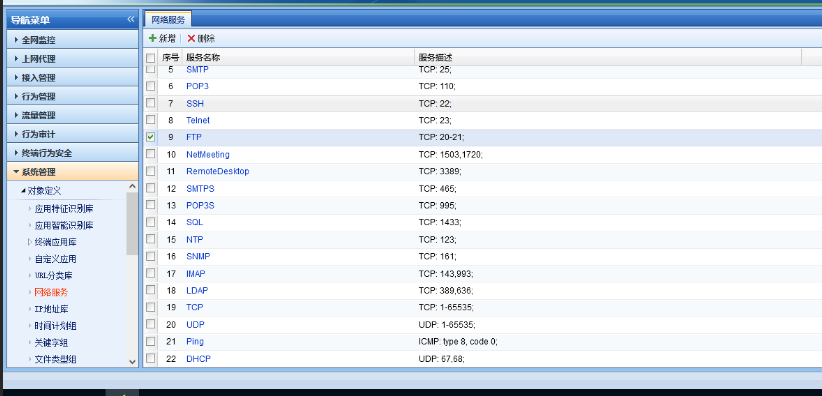 导航菜单
全网监控
上网代理
接入管理
行为管理
流量管理
行为审计
终端行为安全
系统管理
对象定义
应用特征识别库
应用智能识别库
终端应用库
自定义应用
URL分类库
网络服务
IP地址库
时间计划组
关键字组
文件类型组
网络服务
新增 删除
序号 服务名称 服务描述
5 SMTP TCP: 25;
6 POP3 TCP: 110;
7 SSH TCP: 22;
8 Telnet TCP: 23;
9 FTP TCP: 20-21;
10 NetMeeting TCP: 1503,1720;
11 RemoteDesktop TCP: 3389;
12 SMTPS TCP: 465;
13 POP3S TCP: 995;
14 SQL TCP: 1433;
15 NTP TCP: 123;
16 SNMP TCP: 161;
17 IMAP TCP: 143,993;
18 LDAP TCP: 389,636;
19 TCP TCP: 1-65535;
20 UDP UDP: 1-65535;
21 Ping ICMP: type 8, code 0;
22 DHCP UDP: 67,68;